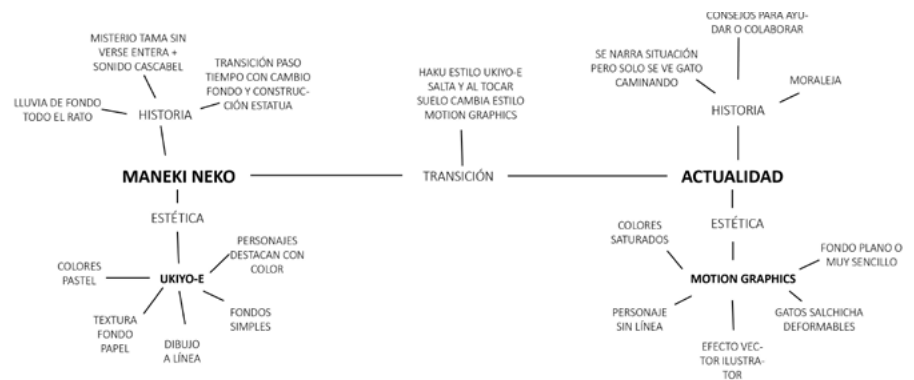 MISTERIO TAMA SIN
VERSE ENTERA +
SONIDO CASCABEL
TRANSICIÓN PASO
TIEMPO CON CAMBIO
FONDO Y CONSTRUC-
CIÓN ESTATUA
LLUVIA DE FONDO
TODO EL RATO
HISTORIA
MANEKI NEKO
ESTÉTICA
COLORES
PASTEL
UKIYO-E
PERSONAJES
DESTACAN CON
COLOR
TEXTURA
FONDO
PAPEL
DIBUJO
A LÍNEA
FONDOS
SIMPLES
HAKU ESTILO UKIYO-E
SALTA Y AL TOCAR
SUELO CAMBIA ESTILO
MOTION GRAPHICS
TRANSICIÓN
CONSEJOS PARA AYU-
DAR O COLABORAR
SE NARRA SITUACIÓN
PERO SOLO SE VE GATO
CAMINANDO
MORALEJA
HISTORIA
ACTUALIDAD
ESTÉTICA
COLORES
SATURADOS
FONDO PLANO O
MUY SENCILLO
MOTION GRAPHICS
PERSONAJE
SIN LÍNEA
EFECTO VEC-
TOR ILUSTRA-
TOR
GATOS SALCHICHA
DEFORMABLES